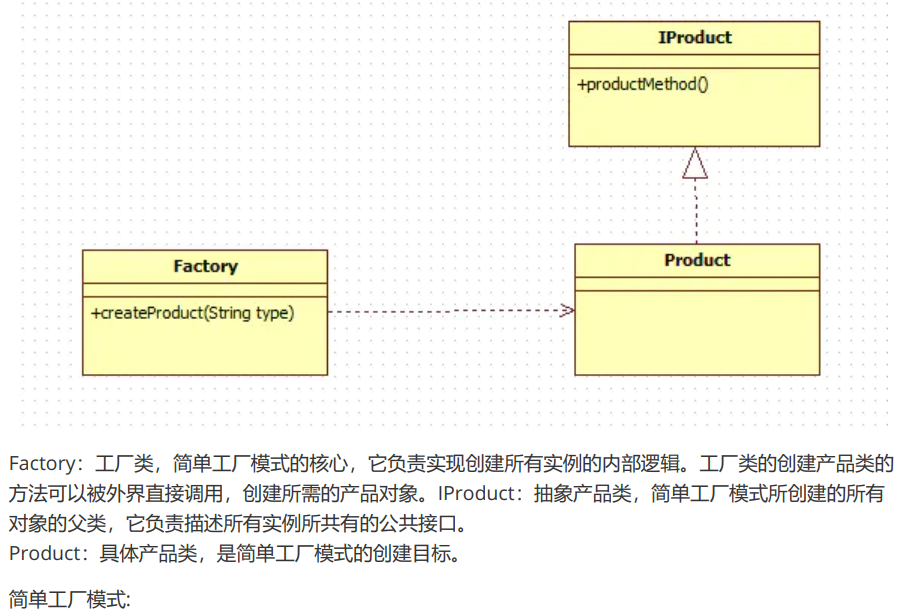 IProduct
+productMethod()
Factory
+createProduct(String type)
Product
Factory：工厂类，简单工厂模式的核心，它负责实现创建所有实例的内部逻辑。工厂类的创建产品类的
方法可以被外界直接调用，创建所需的产品对象。IProduct：抽象产品类，简单工厂模式所创建的所有
对象的父类，它负责描述所有实例所共有的公共接口。
Product：具体产品类，是简单工厂模式的创建目标。
简单工厂模式: